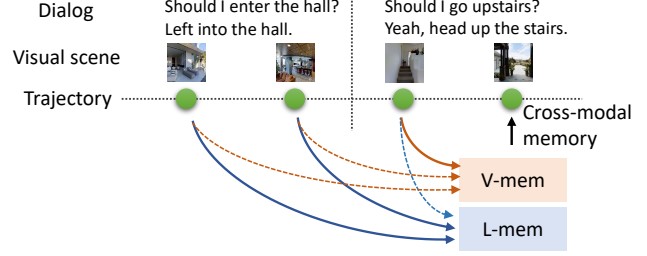 Dialog
Should I enter the hall?
Left into the hall.
Should I go upstairs?
Yeah, head up the stairs.
Visual scene
Trajectory
Cross-modal
memory
V-mem
L-mem